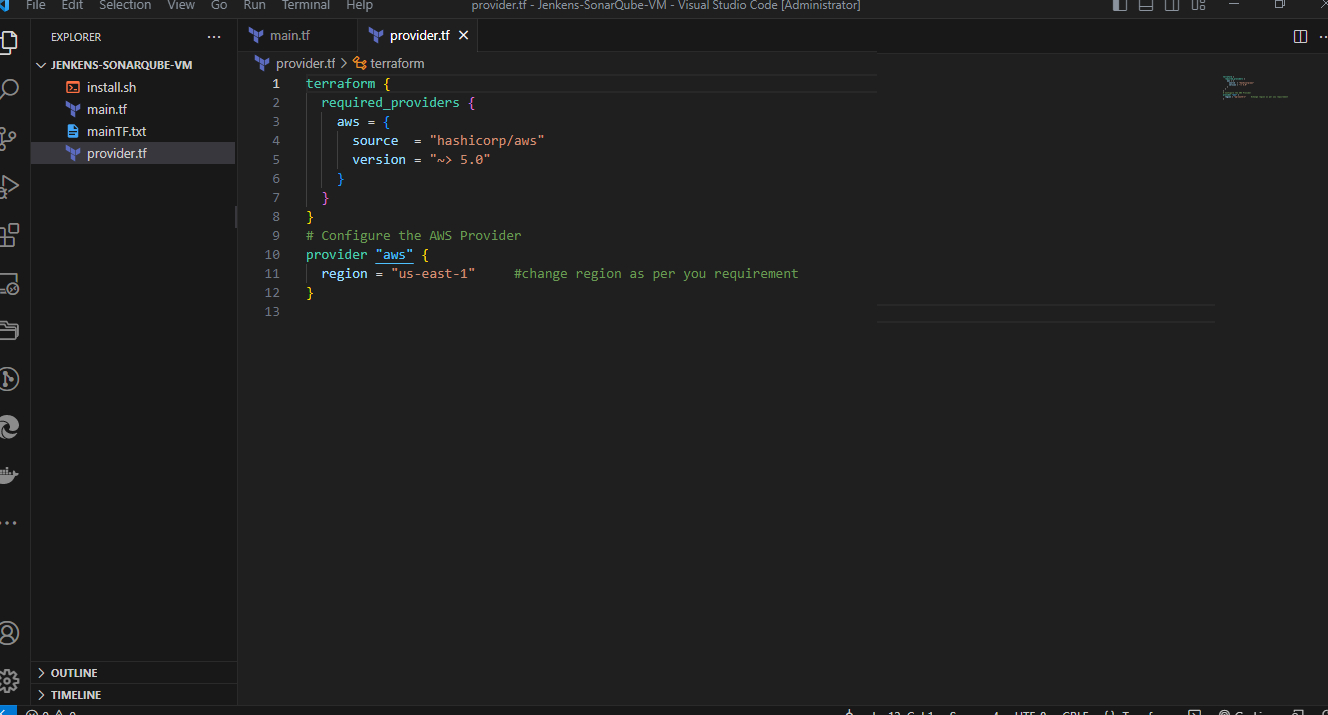 File Edit Selection View Go Run Terminal Help
provider.tf - Jenkens-SonarQube-VM - Visual Studio Code [Administrator]
EXPLORER
main.tf
provider.tf
JENKENS-SONARQUBE-VM
install.sh
main.tf
mainTF.txt
provider.tf
OUTLINE
TIMELINE
provider.tf > terraform
1 terraform {
2 required_providers {
3 aws = {
4 source = "hashicorp/aws"
5 version = "~> 5.0"
6 }
7 }
8 }
9 # Configure the AWS Provider
10 provider "aws" {
11 region = "us-east-1" #change region as per you requirement
12 }
13